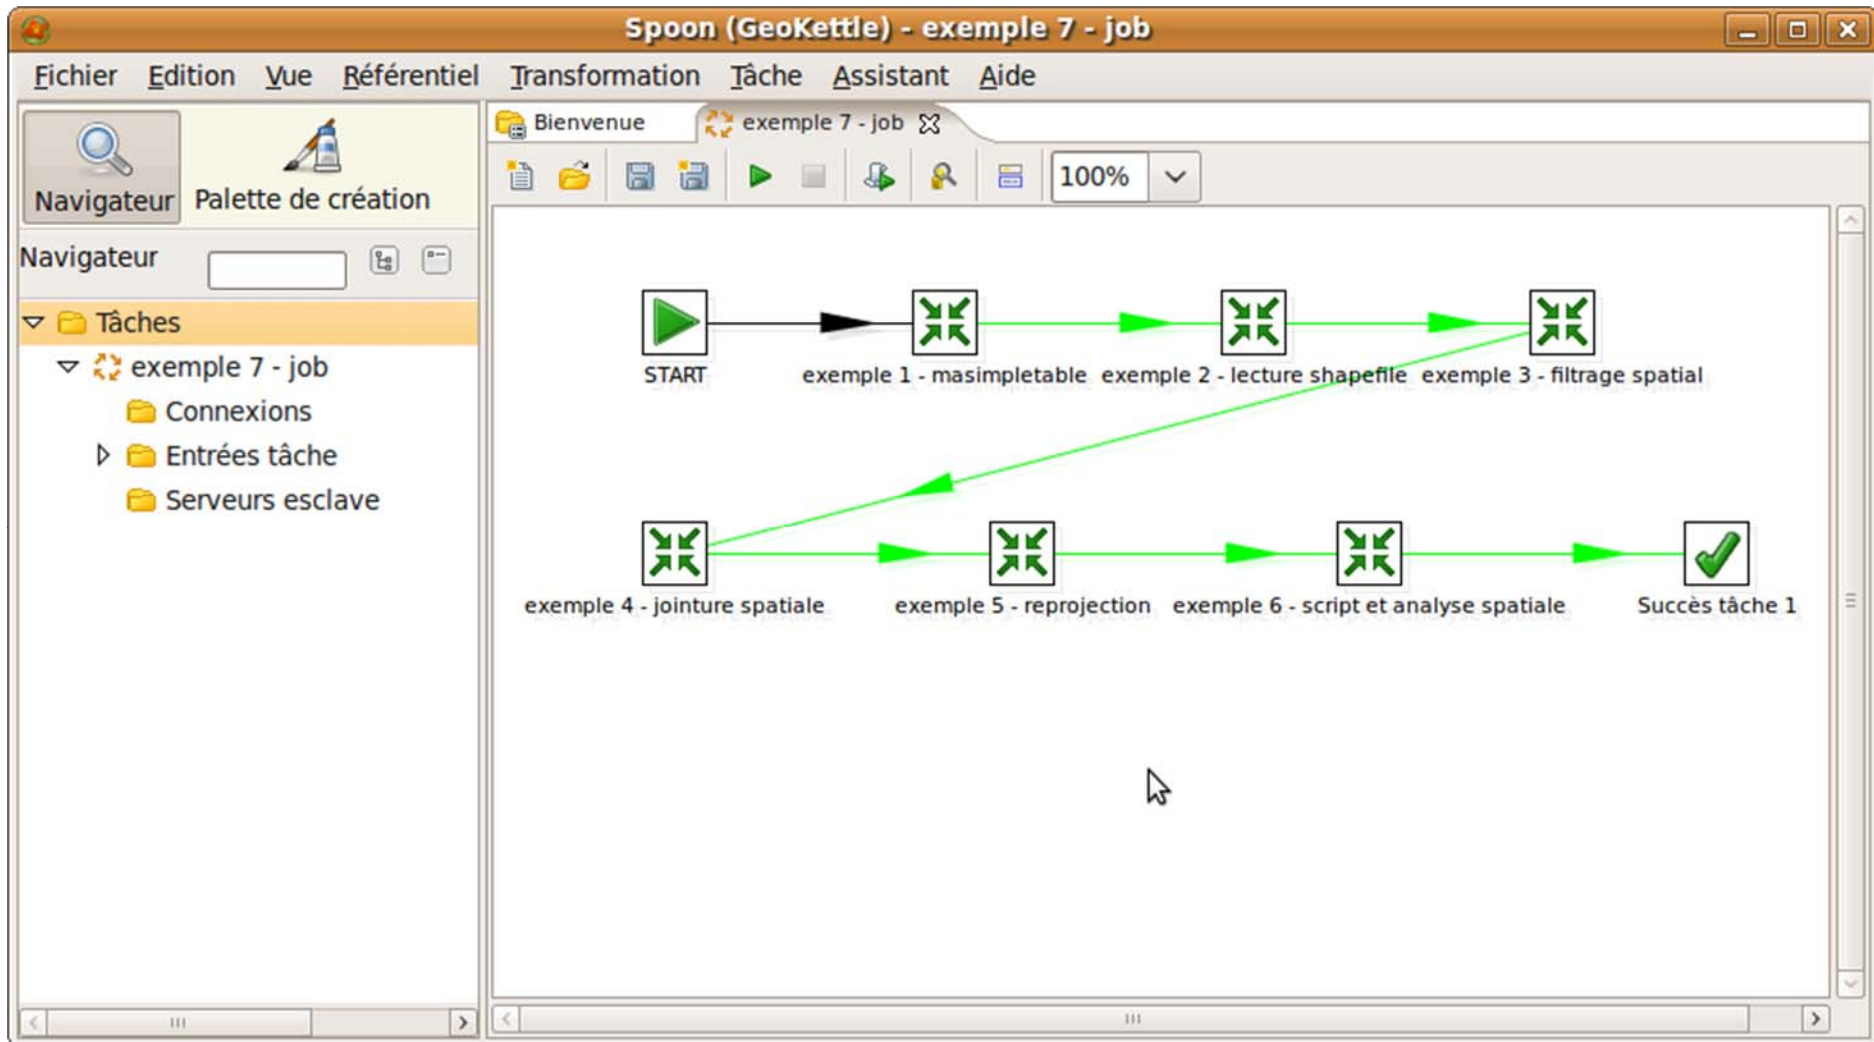 Spoon (GeoKettle) - exemple 7 - job
Fichier Edition Vue Référentiel Transformation Tâche Assistant Aide
Navigateur Palette de création
Navigateur
Tâches
exemple 7 - job
Connexions
Entrées tâche
Serveurs esclave
Bienvenue exemple 7 - job
100%
START exemple 1 - masimpletable exemple 2 - lecture shapefile exemple 3 - filtrage spatial
exemple 4 - jointure spatiale exemple 5 - reprojection exemple 6 - script et analyse spatiale Succès tâche 1